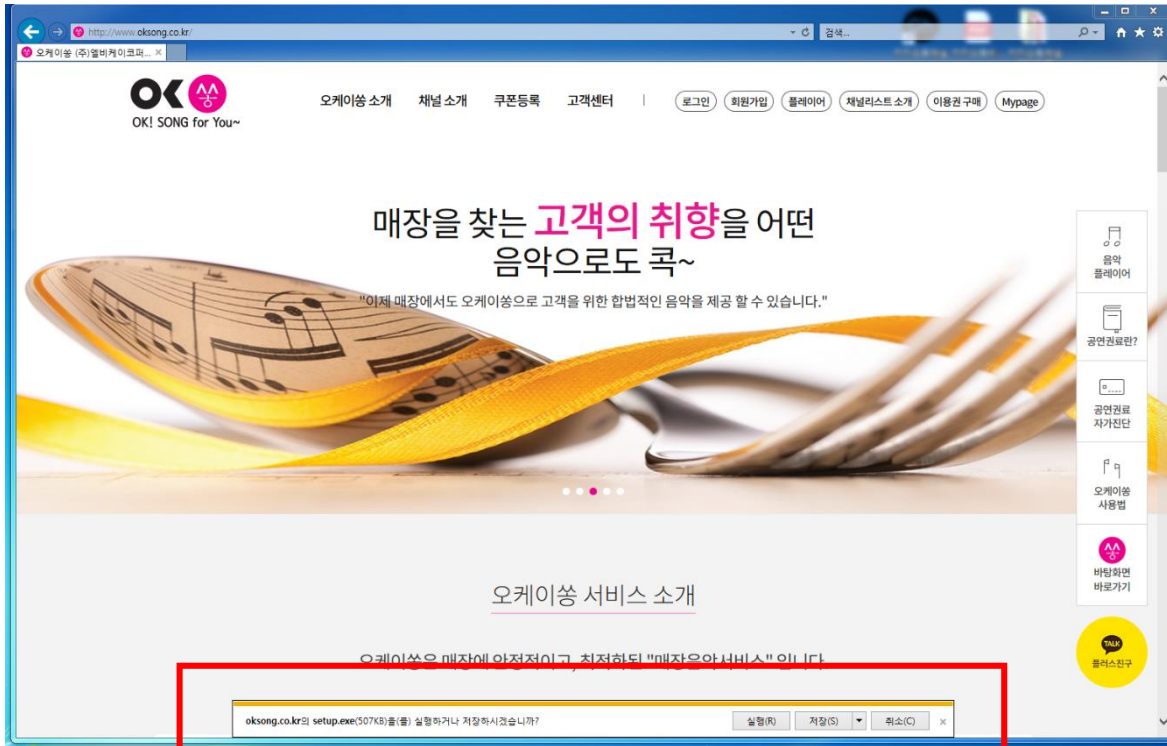 http://www.oksong.co.kr/
검색...
오케이쏭 (주)엘비케이코퍼...
OK 쏭
OK! SONG for You~
오케이쏭 소개 채널 소개 쿠폰등록 고객센터 | 로그인 회원가입 플레이어 채널리스트 소개 이용권 구매 Mypage
매장을 찾는 고객의 취향을 어떤
음악으로도 콕~
"이제 매장에서도 오케이쏭으로 고객을 위한 합법적인 음악을 제공 할 수 있습니다."
음악
플레이어
공연권료란?
공연권료
자가진단
오케이쏭
사용법
쏭
바탕화면
바로가기
TALK
플러스친구
오케이쏭 서비스 소개
오케이쏭은 매장에 안정적이고, 최적화된 "매장음악서비스" 입니다
oksong.co.kr의 setup.exe(507KB)을(를) 실행하거나 저장하시겠습니까? 실행(R) 저장(S) 취소(C)